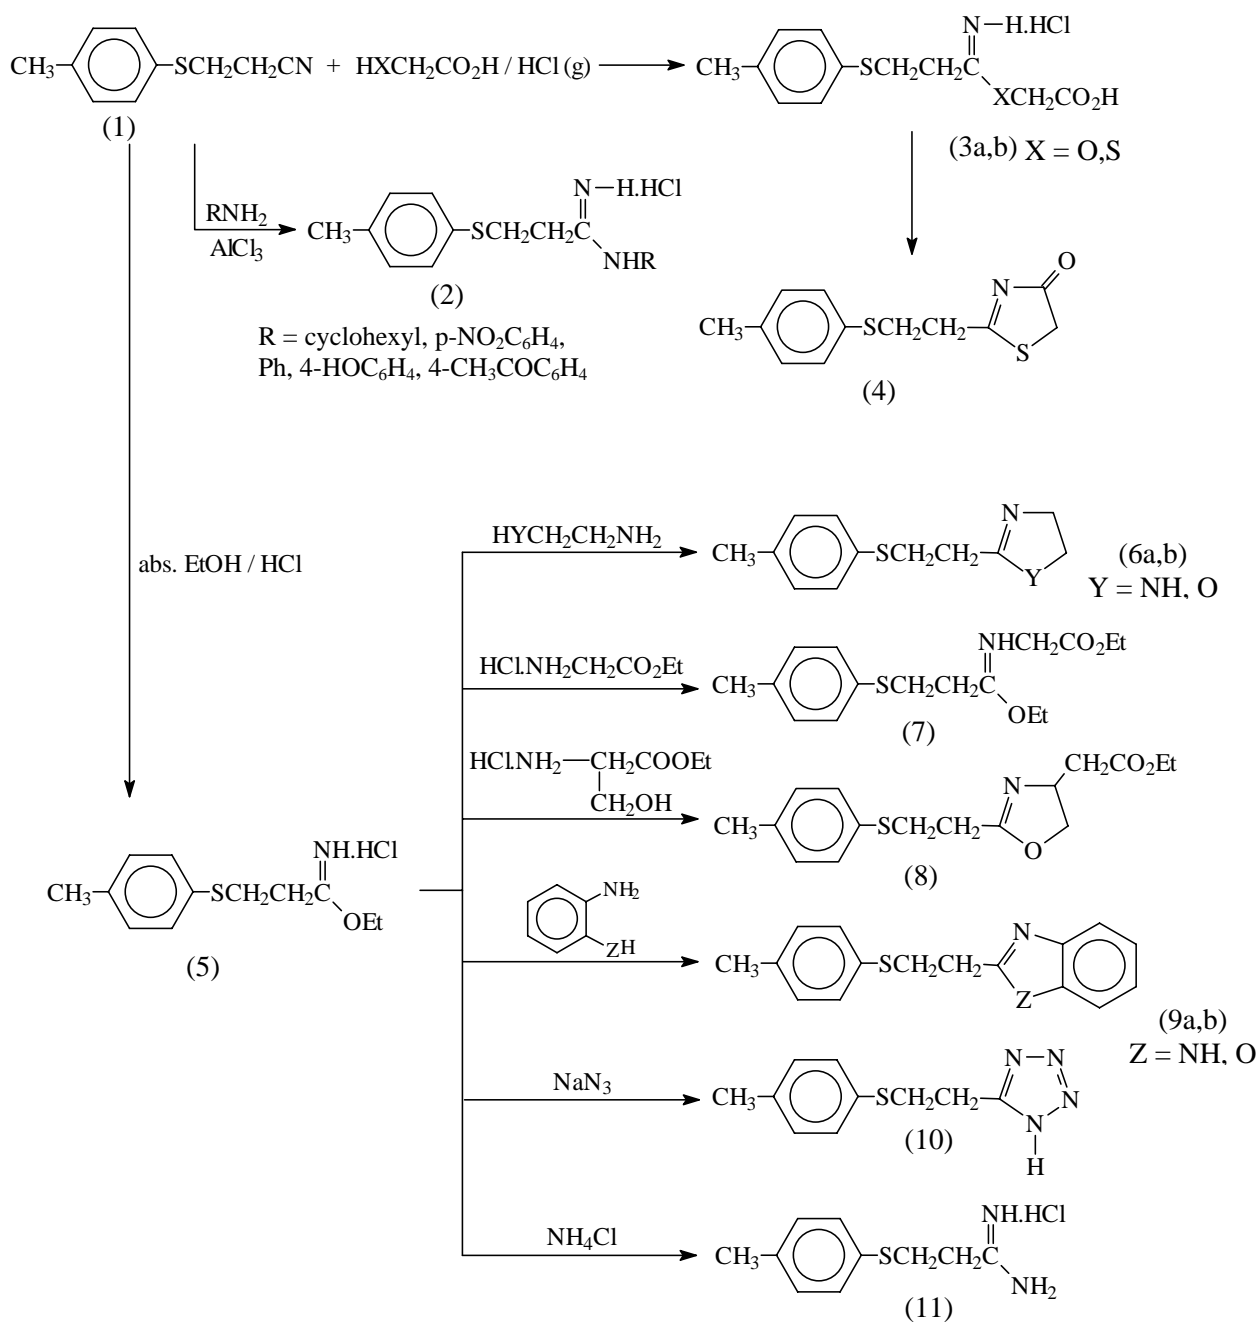 CH3 SCH2CH2CN + HXCH2CO2H / HCl (g)
(1)
N—H.HCl
CH3 SCH2CH2C
XCH2CO2H
(3a,b) X = O,S
RNH2
AlCl3
N—H.HCl
CH3 SCH2CH2C
NHR
(2)
R = cyclohexyl, p-NO2C6H4,
Ph, 4-HOC6H4, 4-CH3COC6H4
O
N
CH3 SCH2CH2
S
(4)
abs. EtOH / HCl
NH.HCl
CH3 SCH2CH2C
OEt
(5)
HYCH2CH2NH2
N
CH3 SCH2CH2
Y
(6a,b)
Y = NH, O
HCl.NH2CH2CO2Et
NHCH2CO2Et
CH3 SCH2CH2C
OEt
(7)
HCl.NH2 CH2COOEt
CH2OH
CH2CO2Et
N
CH3 SCH2CH2
O
(8)
NH2
ZH
N
CH3 SCH2CH2
Z
(9a,b)
Z = NH, O
NaN3
N N
CH3 SCH2CH2 N
N
H
(10)
NH4Cl
NH.HCl
CH3 SCH2CH2C
NH2
(11)